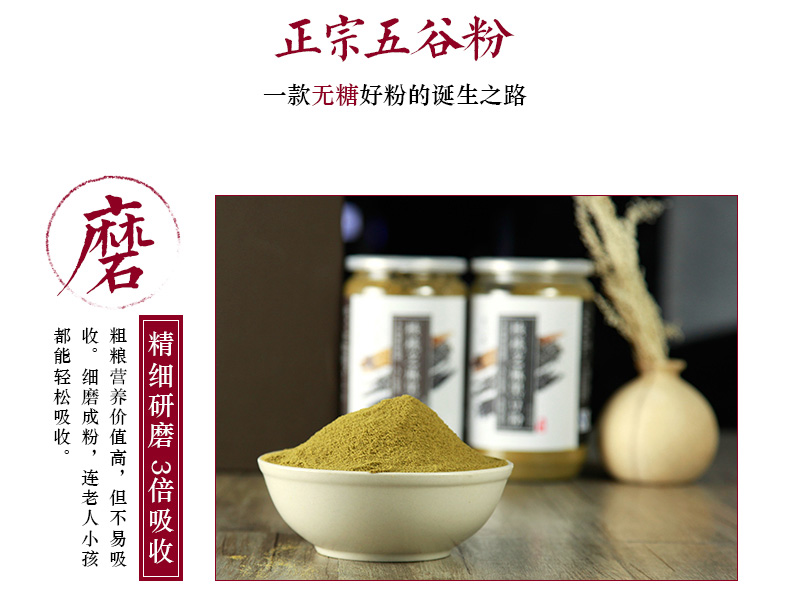 正宗五谷粉
一款无糖好粉的诞生之路
磨
精细研� 3倍吸收
粗粮营养价值高，但不易吸
收。细磨成粉，连老人小孩
都能轻松吸收。